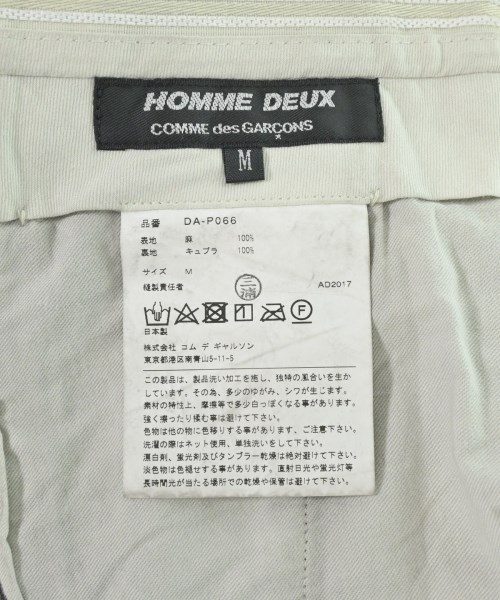 HOMME DEUX
COMME des GARÇONS
M
品番 DA-P066
表地 麻 100%
裏地 キュプラ 100%
サイズ M
縫製責任者 三浦 AD2017
F
日本製
株式会社 コム デ ギャルソン
東京都港区南青山5-11-5
この製品は、製品洗い加工を施し、独特の風合いを生か
しています。その為、多少のゆがみ、シワが生じます。
素材の特性上、摩擦等で多少白っぽくなる事があります。
強く擦ったり揉む事は避けて下さい。
色物は他の物に色移りする事があります、ご注意下さい。
洗濯の際はネット使用、単独洗いをして下さい。
漂白剤、蛍光剤及びタンブラー乾燥は絶対避けて下さい。
淡色物は色褪せする事があります。直射日光や蛍光灯等
長時間光が当たる場所での乾燥や保管は避けて下さい。